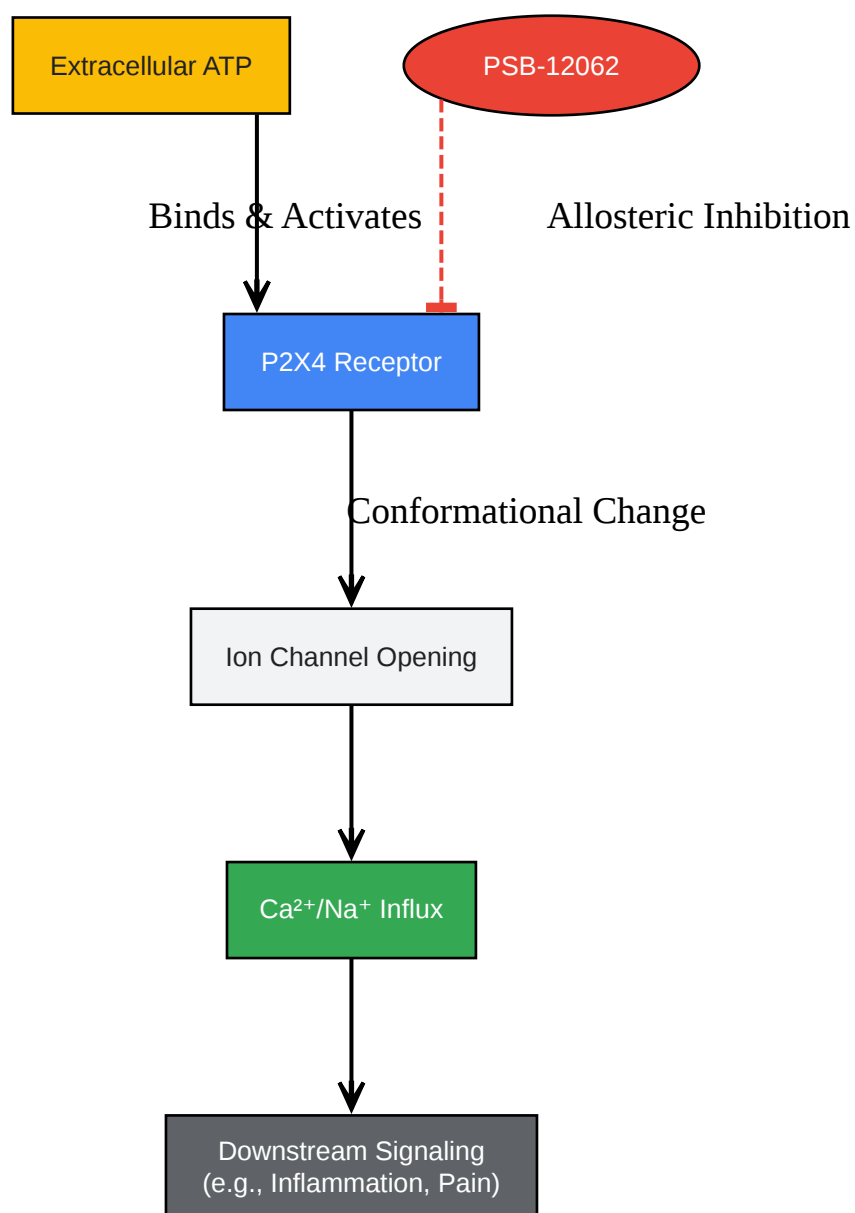 Extracellular ATP
PSB-12062
Binds & Activates
Allosteric Inhibition
P2X4 Receptor
Conformational Change
Ion Channel Opening
Ca²⁺/Na⁺ Influx
Downstream Signaling
(e.g., Inflammation, Pain)